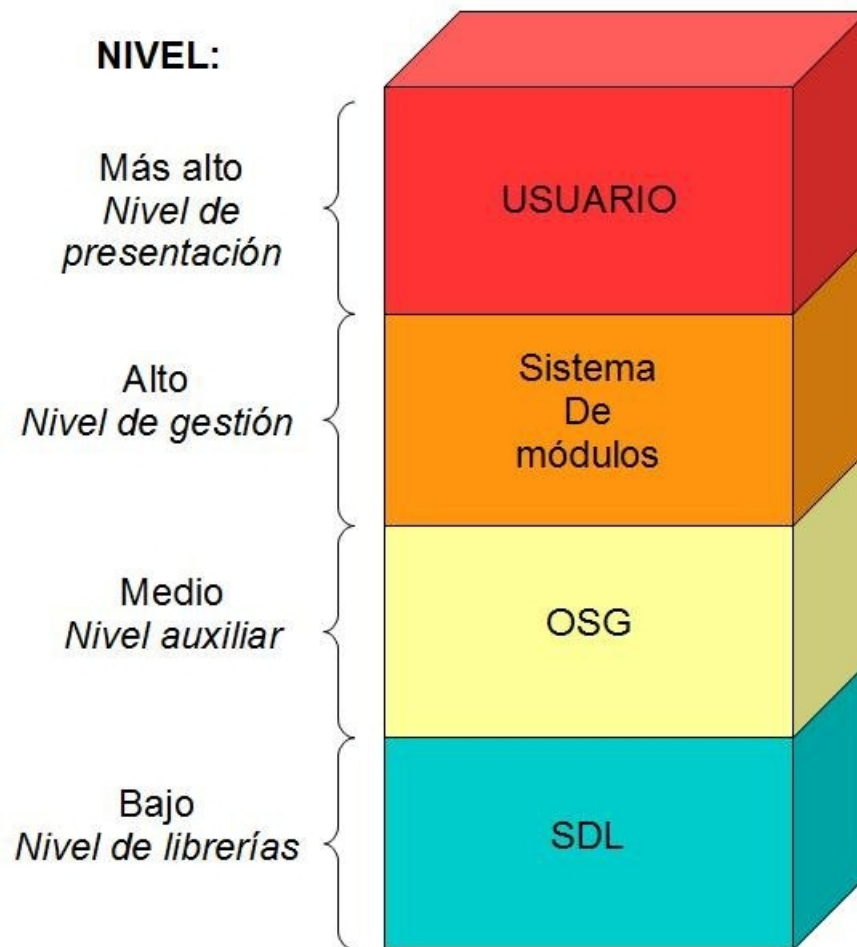 NIVEL:
Más alto
Nivel de
presentación
USUARIO
Alto
Nivel de gestión
Sistema
De
módulos
Medio
Nivel auxiliar
OSG
Bajo
Nivel de librerías
SDL